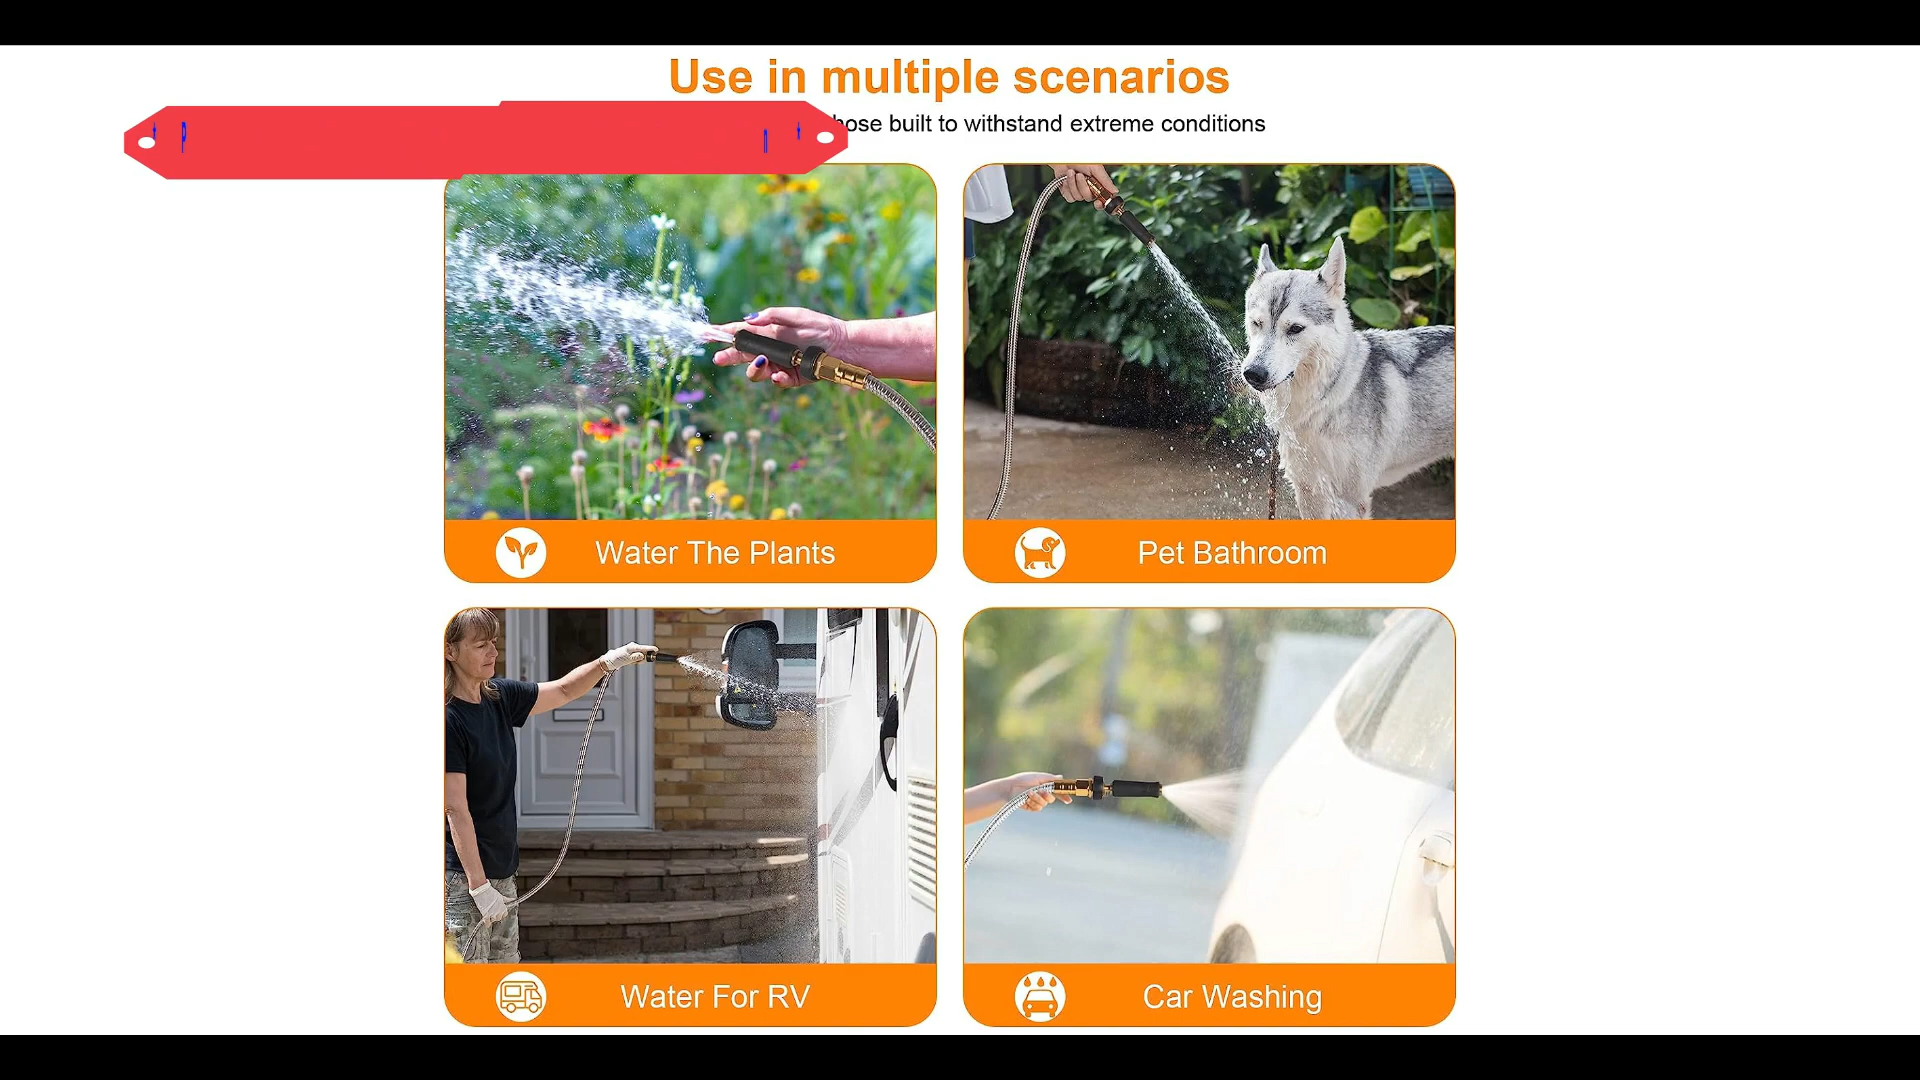 Use in multiple scenarios
hose built to withstand extreme conditions
Water The Plants
Pet Bathroom
Water For RV
Car Washing